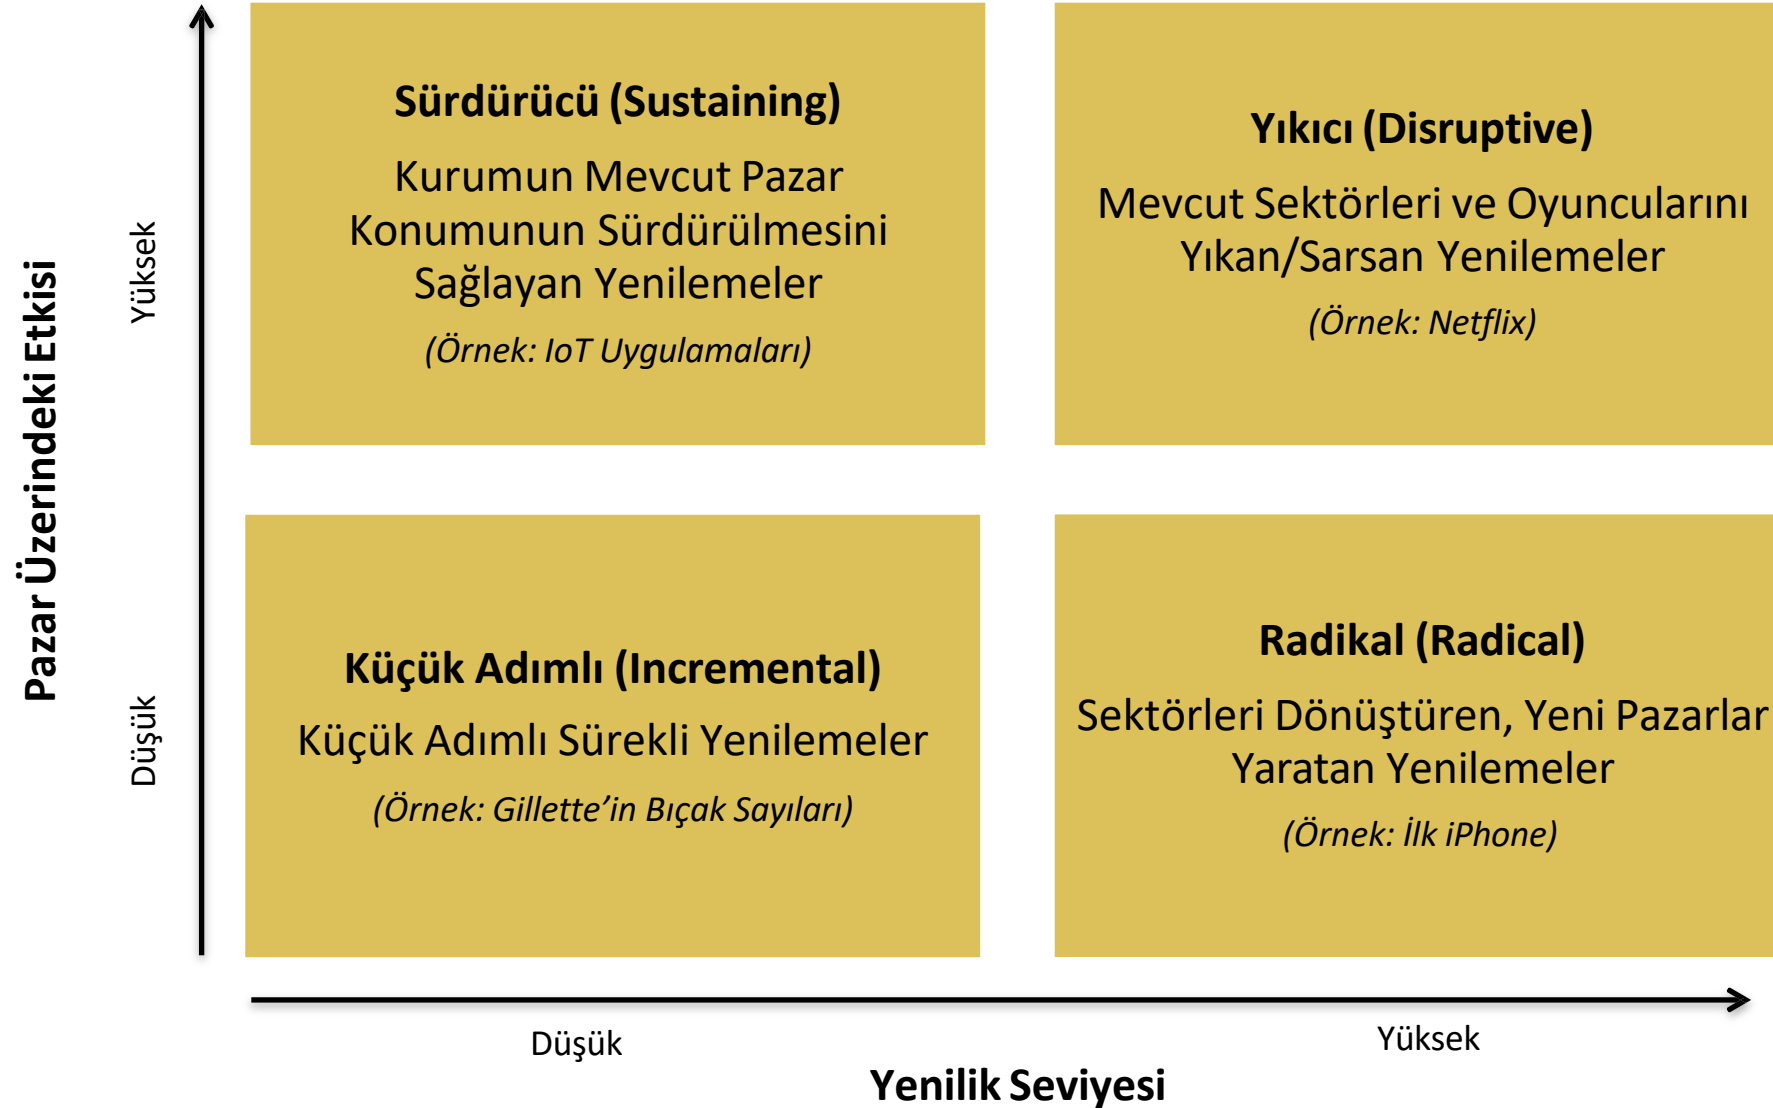 Pazar Üzerindeki Etkisi
Yüksek
Düşük
Sürdürücü (Sustaining)
Kurumun Mevcut Pazar
Konumunun Sürdürülmesini
Sağlayan Yenilemeler
(Örnek: IoT Uygulamaları)
Yıkıcı (Disruptive)
Mevcut Sektörleri ve Oyuncularını
Yıkan/Sarsan Yenilemeler
(Örnek: Netflix)
Küçük Adımlı (Incremental)
Küçük Adımlı Sürekli Yenilemeler
(Örnek: Gillette’in Bıçak Sayıları)
Radikal (Radical)
Sektörleri Dönüştüren, Yeni Pazarlar
Yaratan Yenilemeler
(Örnek: İlk iPhone)
Düşük
Yüksek
Yenilik Seviyesi